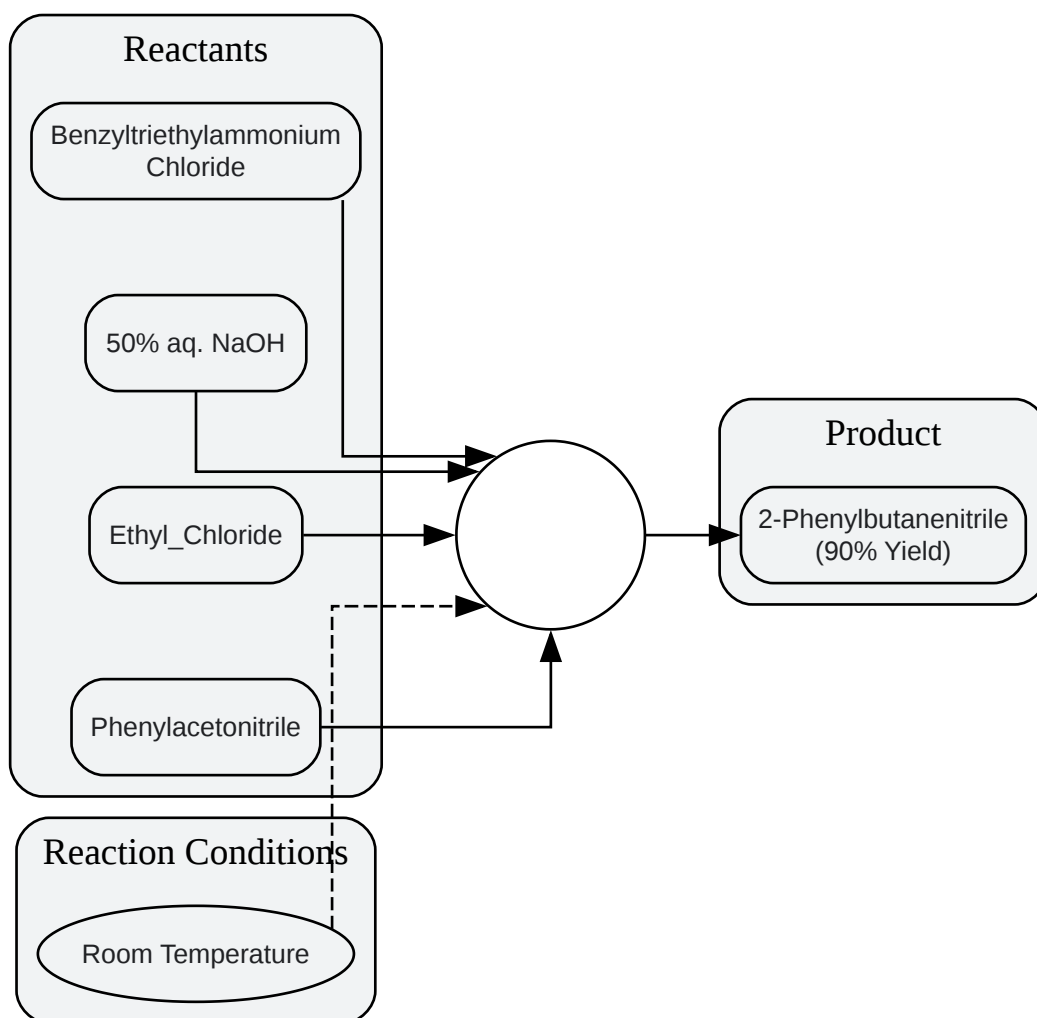 Reactants
Benzyltriethylammonium
Chloride
50% aq. NaOH
Ethyl_Chloride
Phenylacetonitrile
Reaction Conditions
Room Temperature
Product
2-Phenylbutanenitrile
(90% Yield)